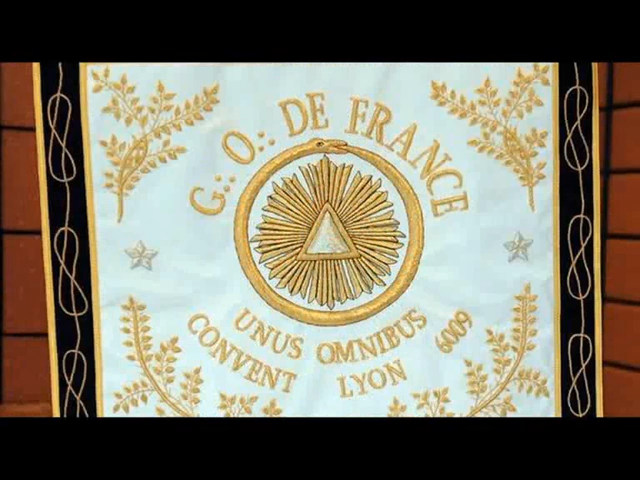 G∴ O∴ DE FRANCE
UNUS OMNIBUS
CONVENT LYON 6009